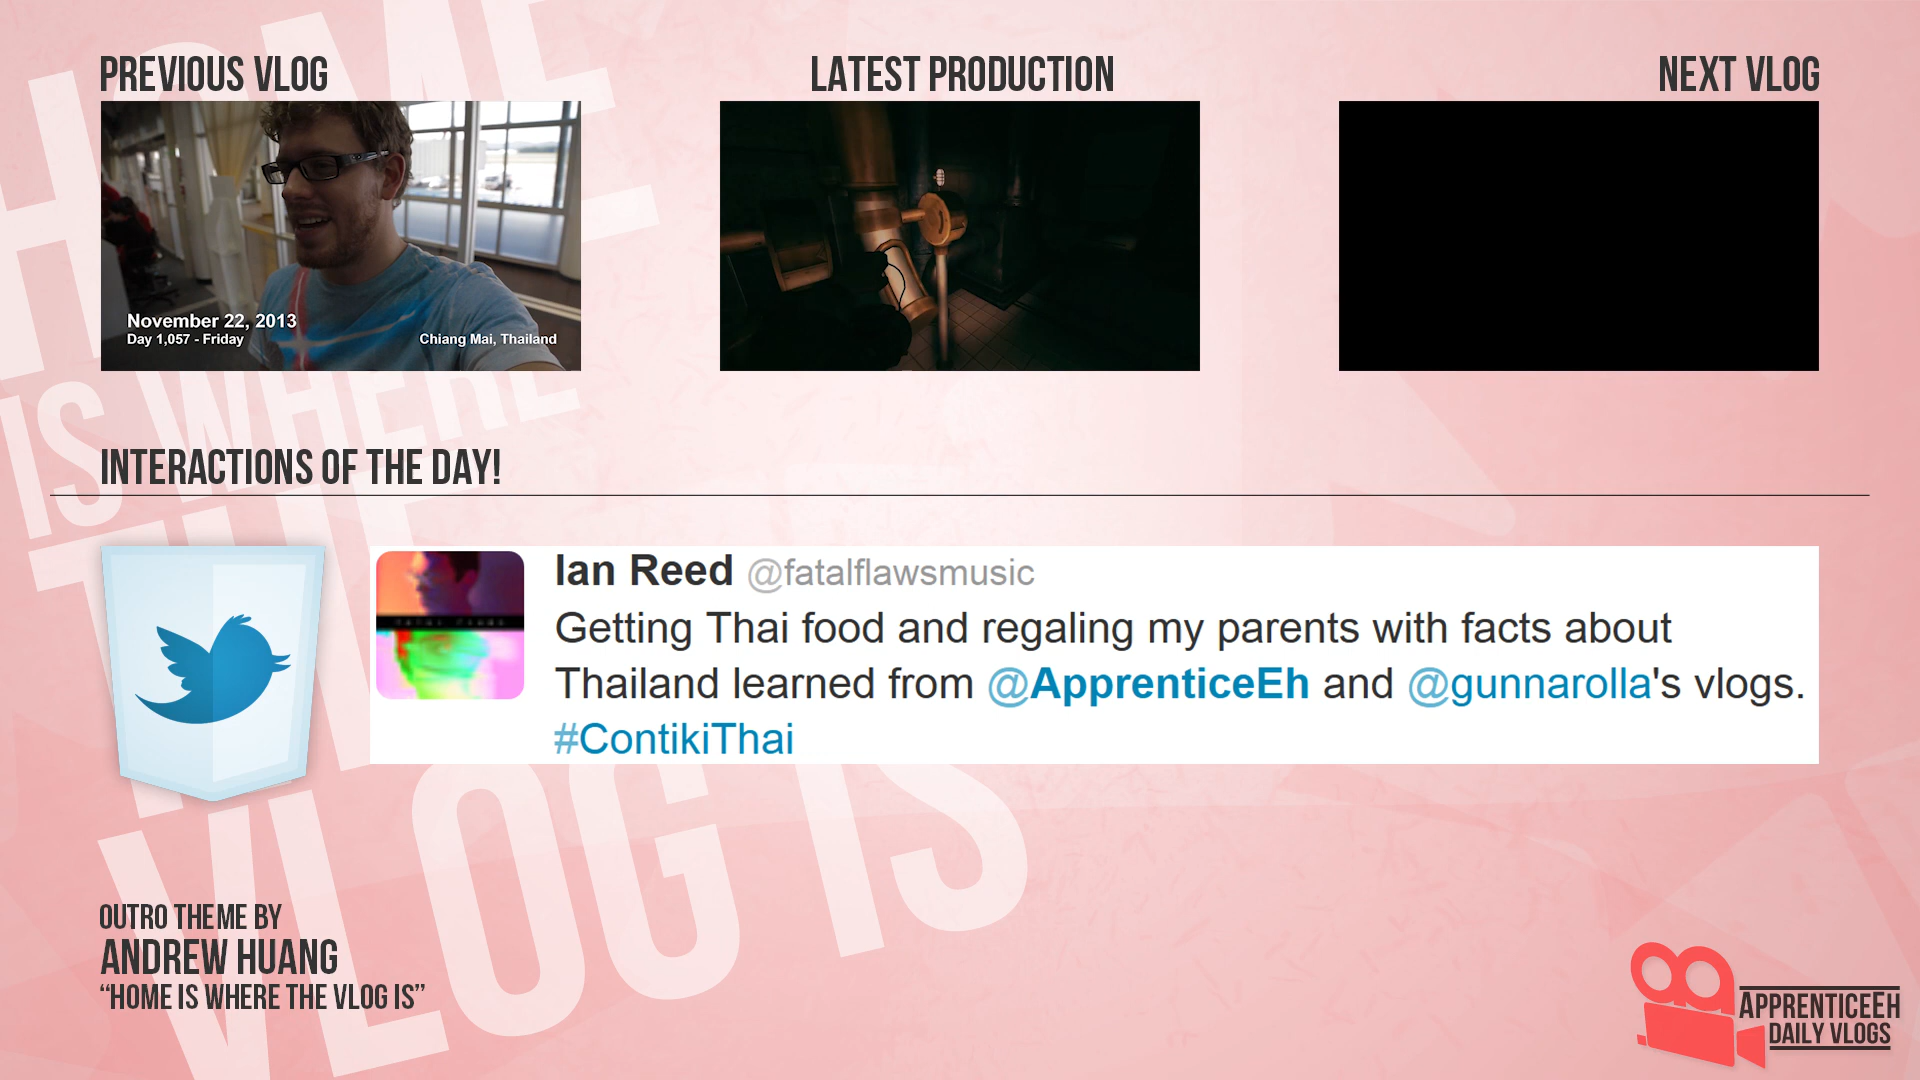 PREVIOUS VLOG
LATEST PRODUCTION
NEXT VLOG
November 22, 2013
Day 1,057 - Friday
Chiang Mai, Thailand
INTERACTIONS OF THE DAY!
Ian Reed @fatalflawsmusic
Getting Thai food and regaling my parents with facts about
Thailand learned from @ApprenticeEh and @gunnarolla's vlogs.
#ContikiThai
OUTRO THEME BY
ANDREW HUANG
“HOME IS WHERE THE VLOG IS”
APPRENTICEEH
DAILY VLOGS
HOME
IS WHERE
THE
VLOG IS